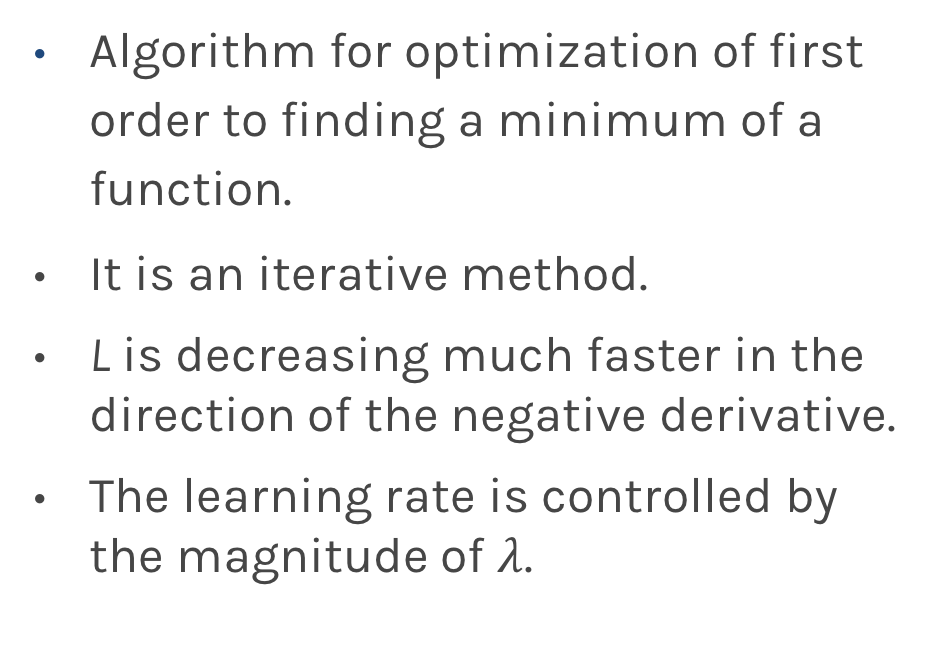 • Algorithm for optimization of first
order to finding a minimum of a
function.
• It is an iterative method.
• L is decreasing much faster in the
direction of the negative derivative.
• The learning rate is controlled by
the magnitude of λ.